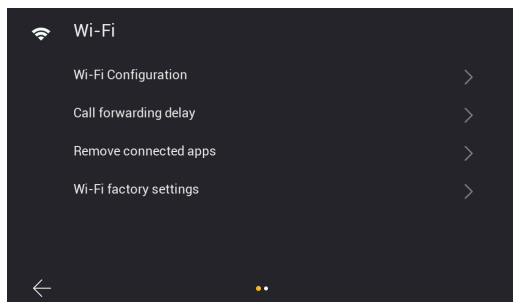 Wi-Fi
Wi-Fi Configuration
Call forwarding delay
Remove connected apps
Wi-Fi factory settings